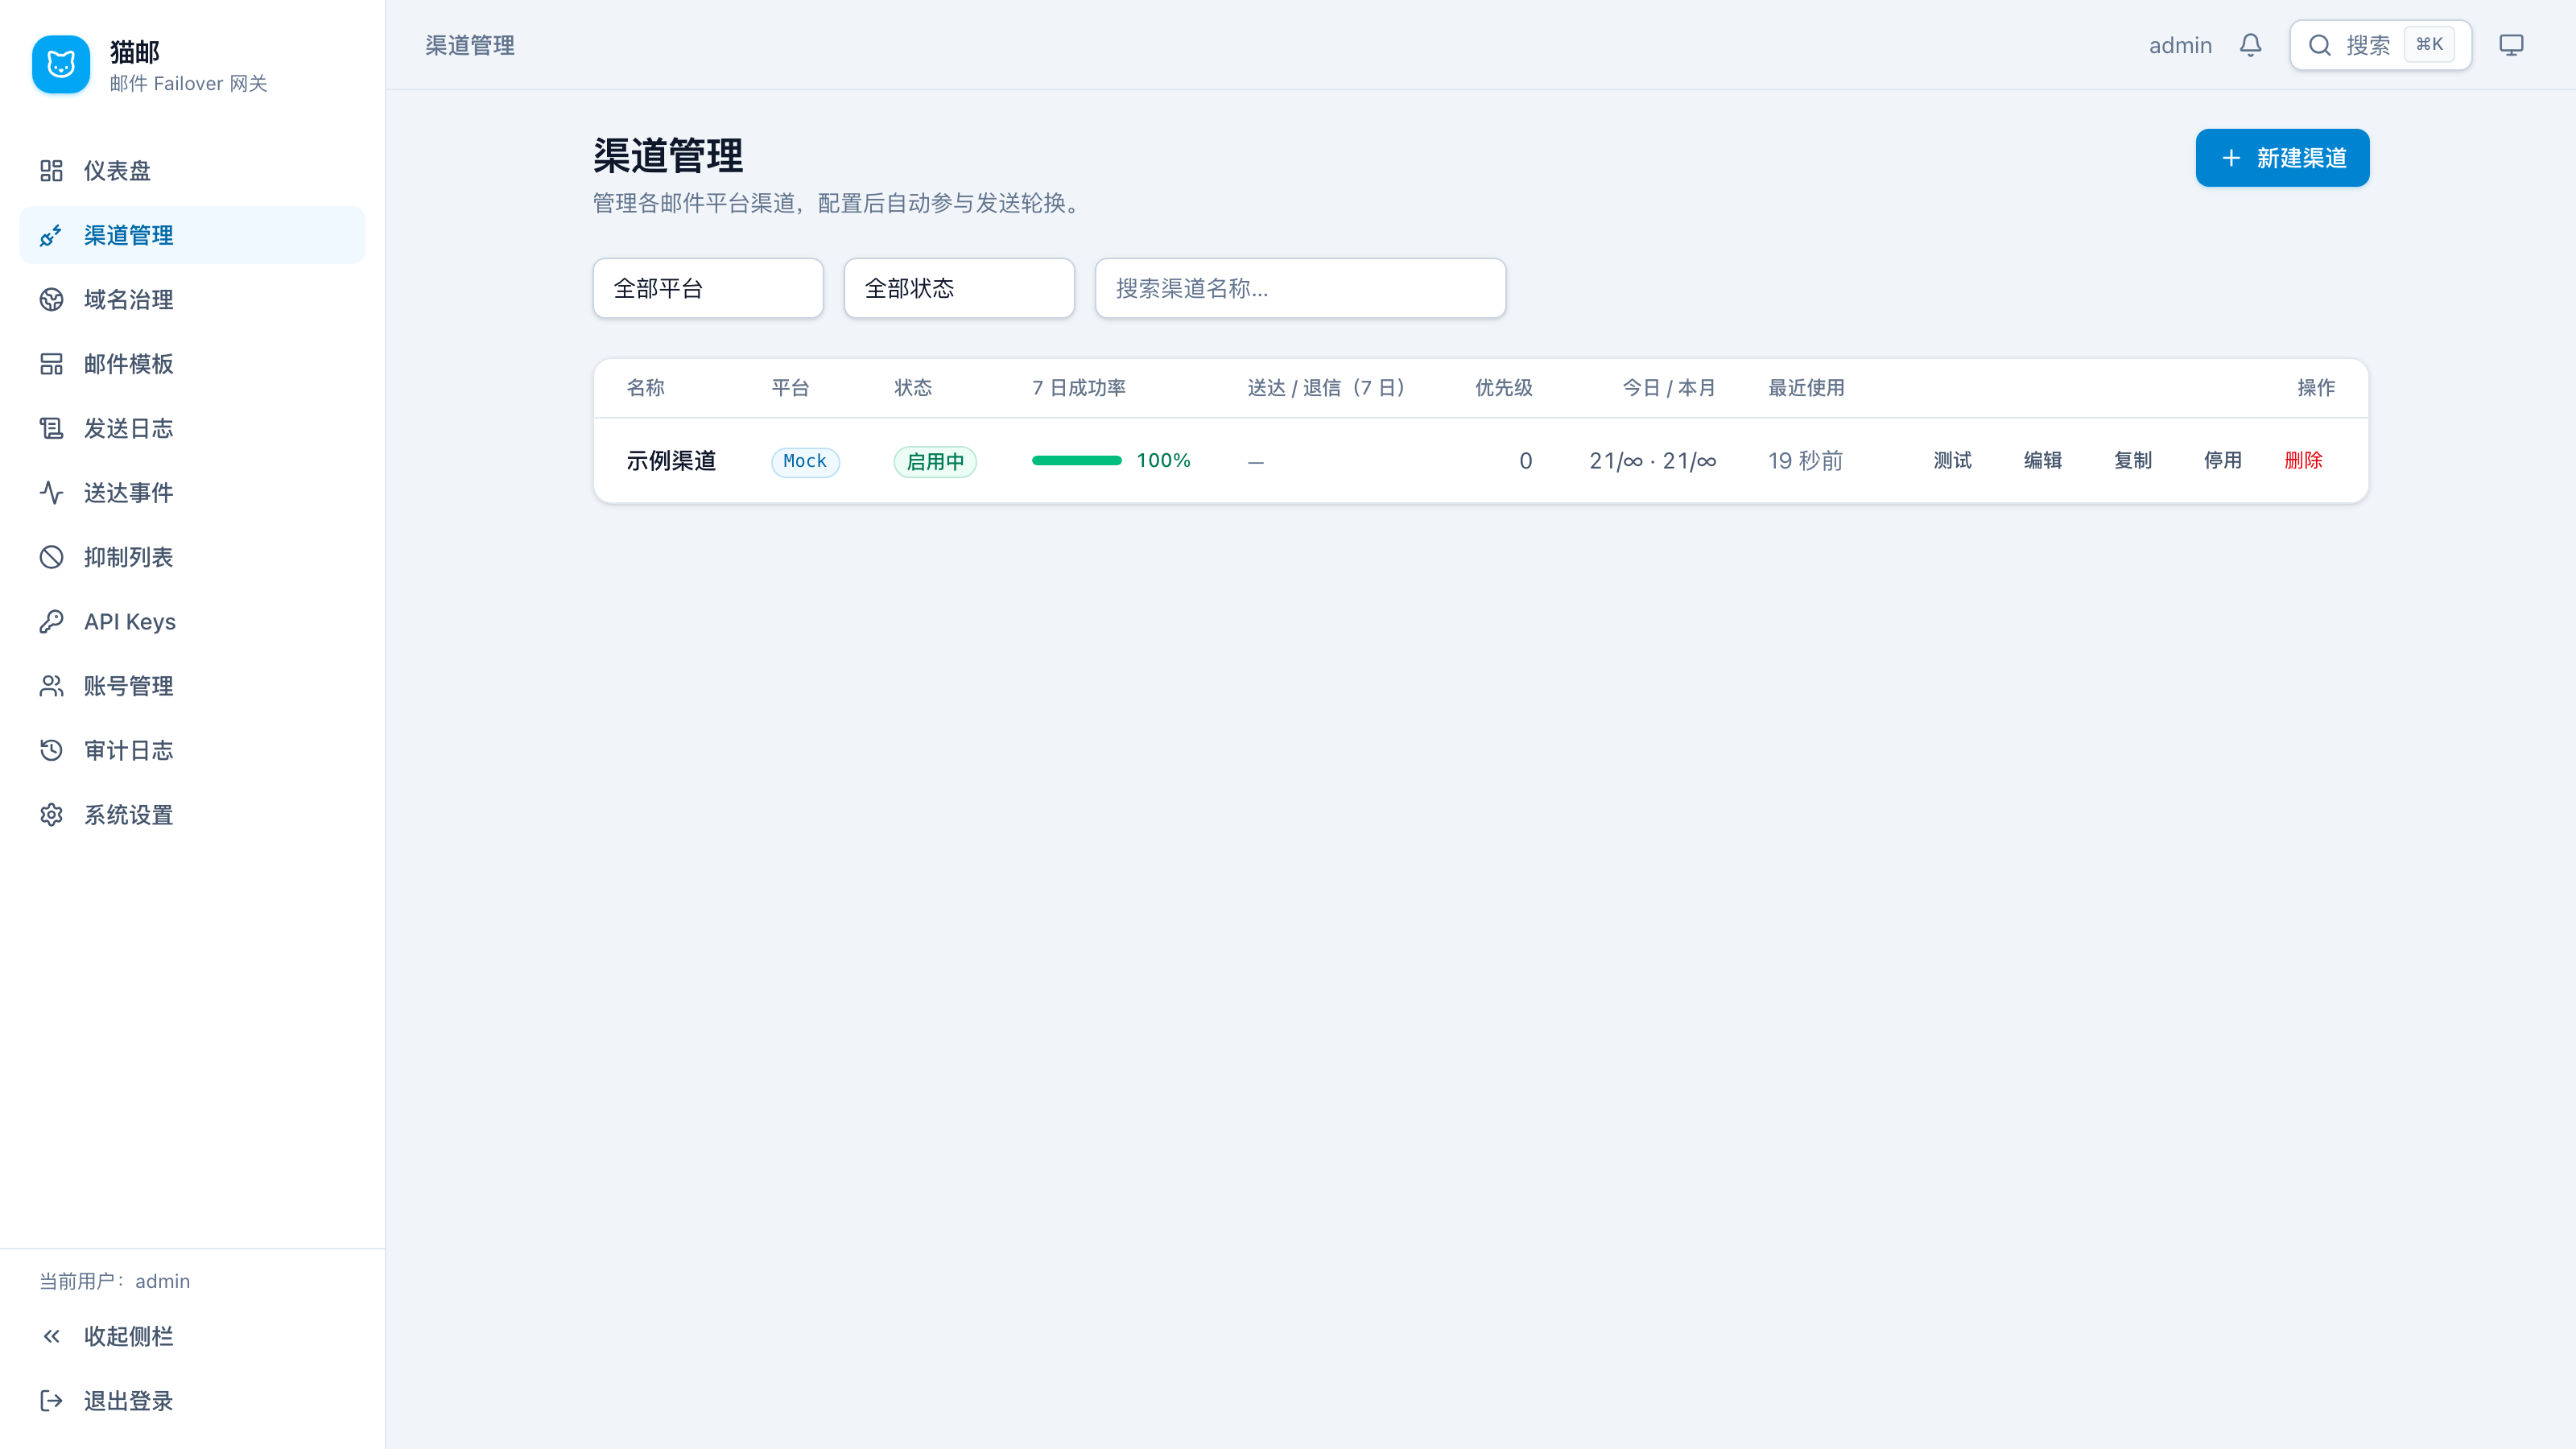 猫邮
邮件 Failover 网关
仪表盘
渠道管理
域名治理
邮件模板
发送日志
送达事件
抑制列表
API Keys
账号管理
审计日志
系统设置
当前用户：admin
收起侧栏
退出登录
渠道管理
admin
搜索 ⌘K
渠道管理
管理各邮件平台渠道，配置后自动参与发送轮换。
新建渠道
全部平台 全部状态 搜索渠道名称...
名称 平台 状态 7 日成功率 送达 / 退信（7 日） 优先级 今日 / 本月 最近使用 操作
示例渠道 Mock 启用中 100% — 0 21/∞ · 21/∞ 19 秒前 测试 编辑 复制 停用 删除